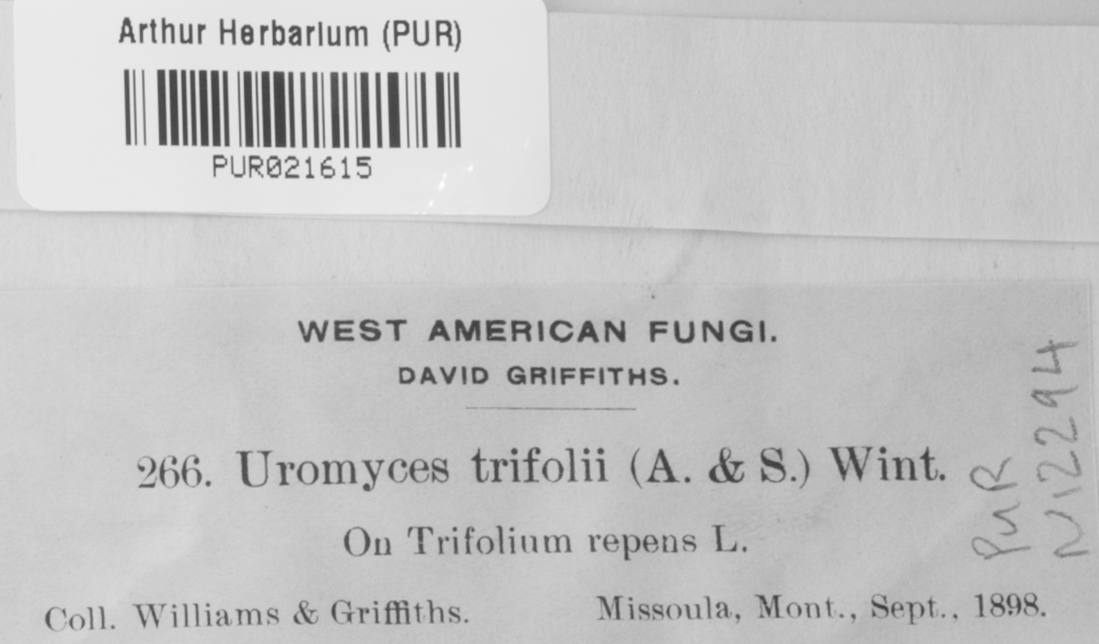 Arthur Herbarium (PUR)
PUR021615
WEST AMERICAN FUNGI.
DAVID GRIFFITHS.
266. Uromyces trifolii (A. & S.) Wint.
On Trifolium repens L.
Coll. Williams & Griffiths. Missoula, Mont., Sept., 1898.
PUR
N12294